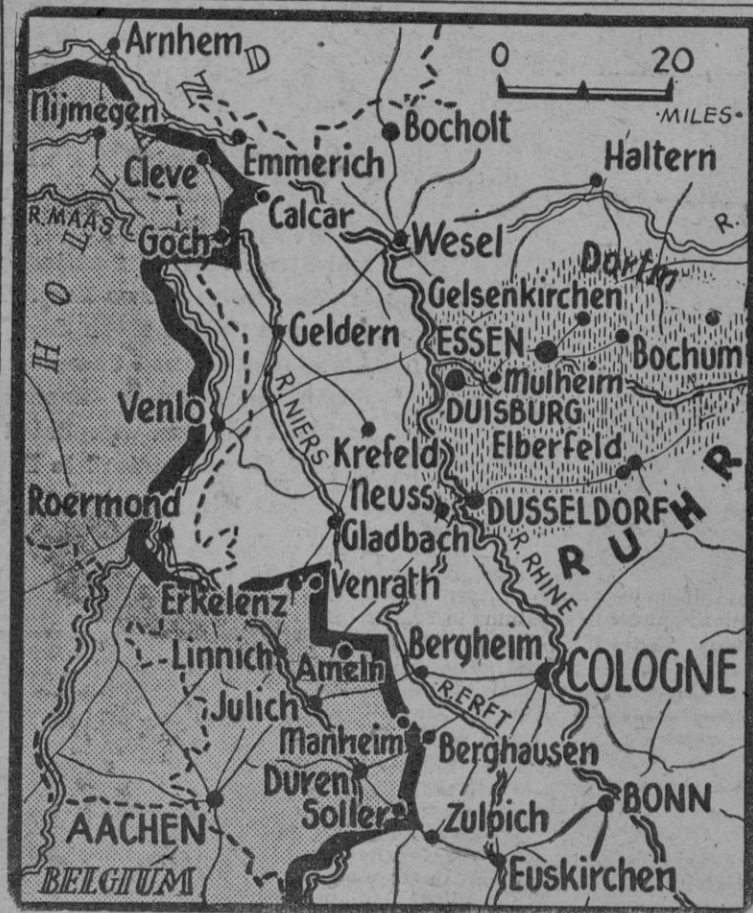 Arnhem
0 20
·MILES·
Nijmegen
Bocholt
Haltern
Cleve
Emmerich
R.MAAS
Calcar
Goch
Wesel
R.
HOLLAND
Dortm
Gelsenkirchen
Geldern
ESSEN
Bochum
Mulheim
Venlo
R.NIERS
DUISBURG
Krefeld
Elberfeld
Roermond
Neuss
DUSSELDORF
RUHR
Gladbach
R. RHINE
Erkelenz
Venrath
Linnich
Ameln
Bergheim
COLOGNE
Julich
R.ERFT
Manheim
Berghausen
Duren
Soller
Zulpich
BONN
AACHEN
BELGIUM
Euskirchen